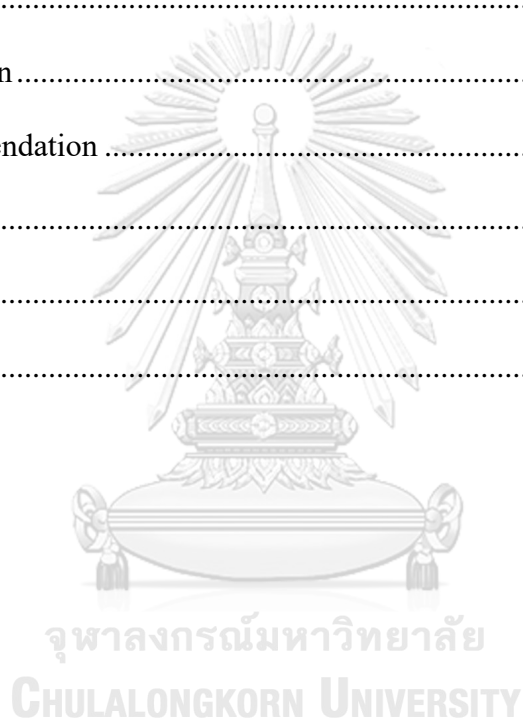 ....................................................................................
n ..................................................................................
endation .....................................................................
....................................................................................
....................................................................................
....................................................................................
จุฬาลงกรณ์มหาวิทยาลัย
CHULALONGKORN UNIVERSITY